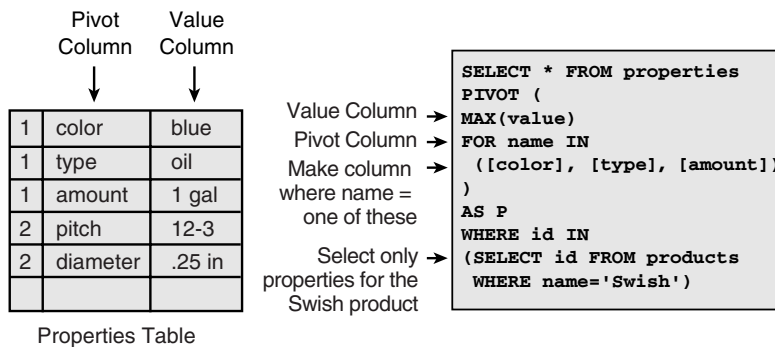 Pivot
Column
Value
Column
1 color blue
1 type oil
1 amount 1 gal
2 pitch 12-3
2 diameter .25 in
Properties Table
Value Column
Pivot Column
Make column
where name =
one of these
Select only
properties for the
Swish product
SELECT * FROM properties
PIVOT (
MAX(value)
FOR name IN
([color], [type], [amount])
)
AS P
WHERE id IN
(SELECT id FROM products
WHERE name='Swish')